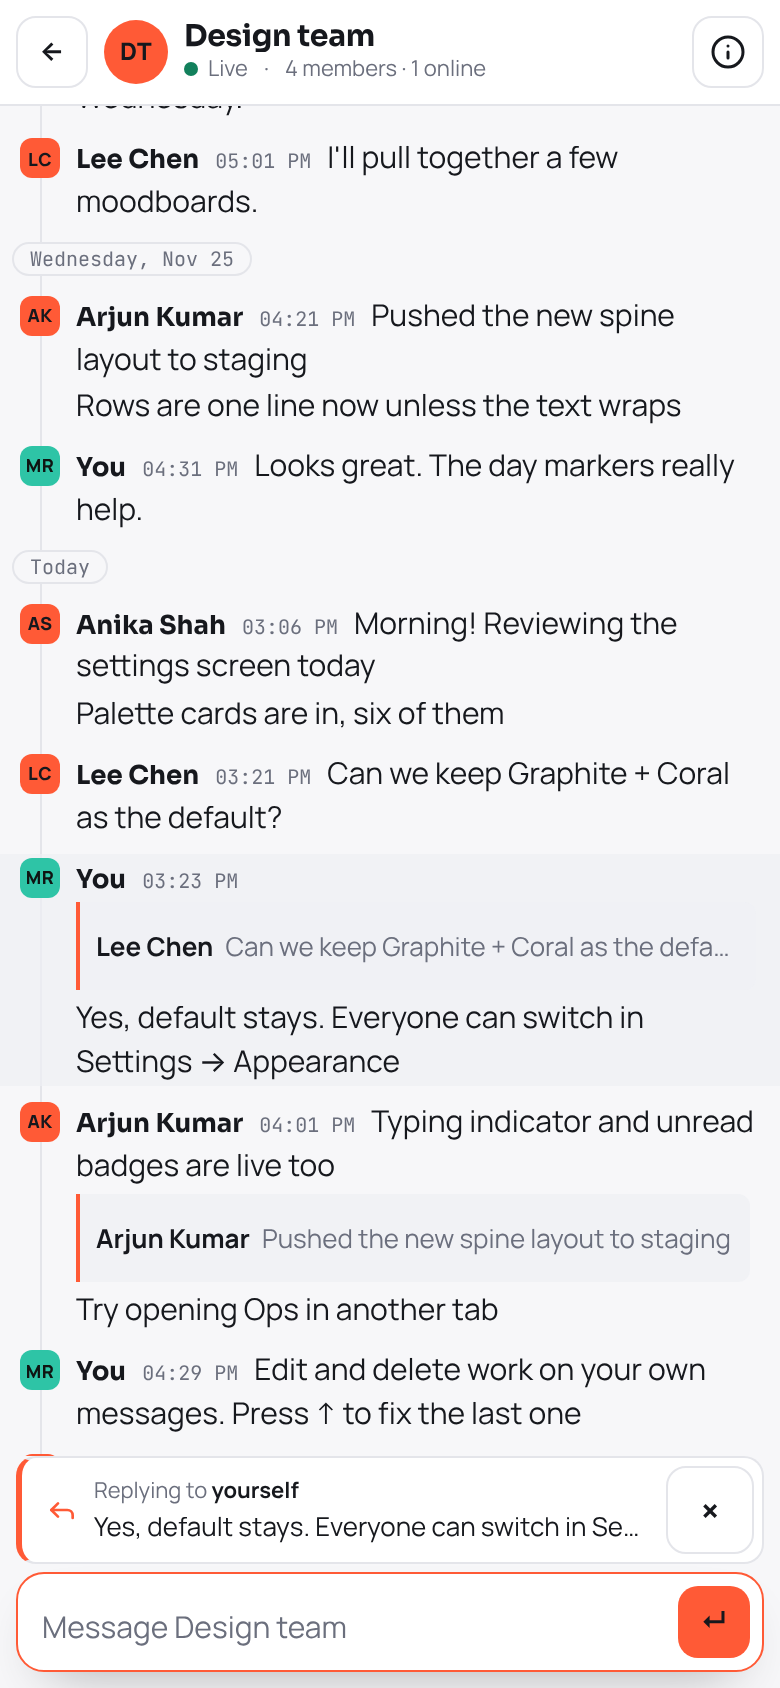 DT
Design team
Live · 4 members · 1 online
Wednesday.
LC Lee Chen 05:01 PM I'll pull together a few
moodboards.
Wednesday, Nov 25
AK Arjun Kumar 04:21 PM Pushed the new spine
layout to staging
Rows are one line now unless the text wraps
MR You 04:31 PM Looks great. The day markers really
help.
Today
AS Anika Shah 03:06 PM Morning! Reviewing the
settings screen today
Palette cards are in, six of them
LC Lee Chen 03:21 PM Can we keep Graphite + Coral
as the default?
MR You 03:23 PM
Lee Chen Can we keep Graphite + Coral as the defa...
Yes, default stays. Everyone can switch in
Settings → Appearance
AK Arjun Kumar 04:01 PM Typing indicator and unread
badges are live too
Arjun Kumar Pushed the new spine layout to staging
Try opening Ops in another tab
MR You 04:29 PM Edit and delete work on your own
messages. Press ↑ to fix the last one
Replying to yourself
Yes, default stays. Everyone can switch in Se...
Message Design team